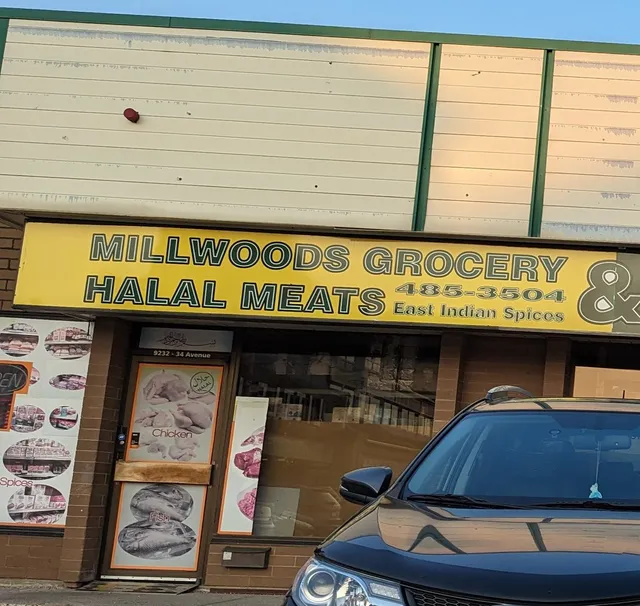 MILLWOODS GROCERY
HALAL MEATS
485-3504
East Indian Spices
&
9232 - 34 Avenue
Chicken
Spices